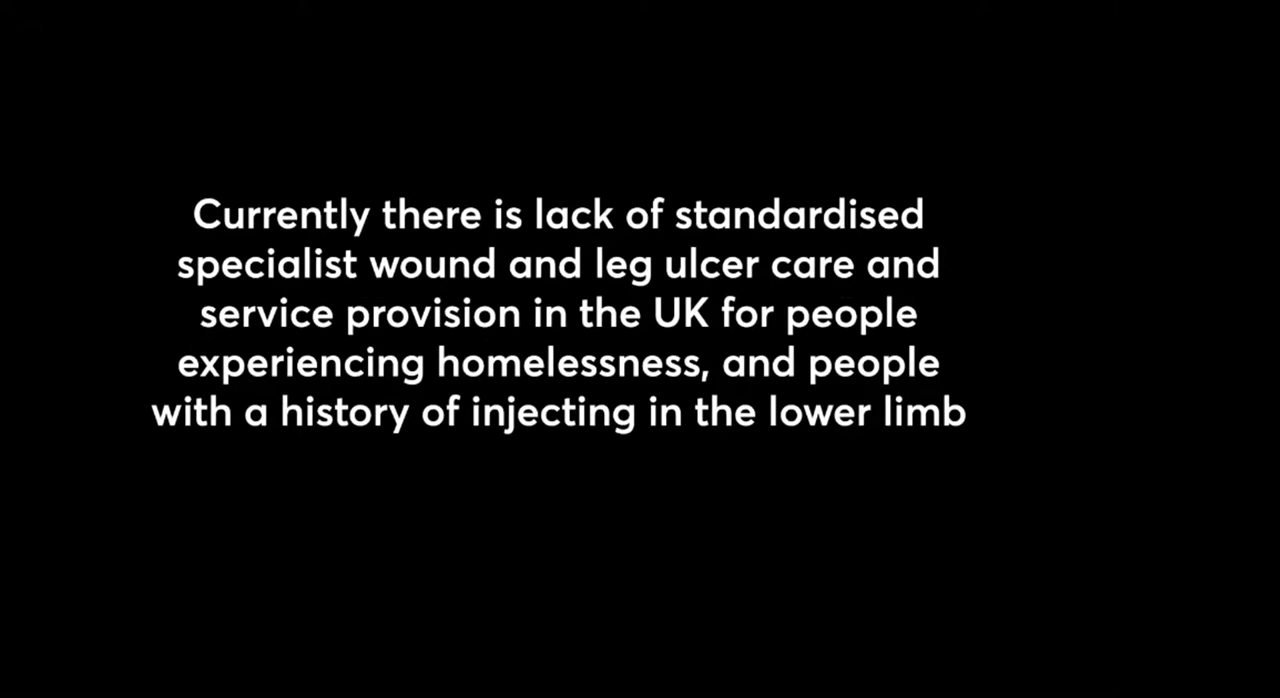 Currently there is lack of standardised
specialist wound and leg ulcer care and
service provision in the UK for people
experiencing homelessness, and people
with a history of injecting in the lower limb